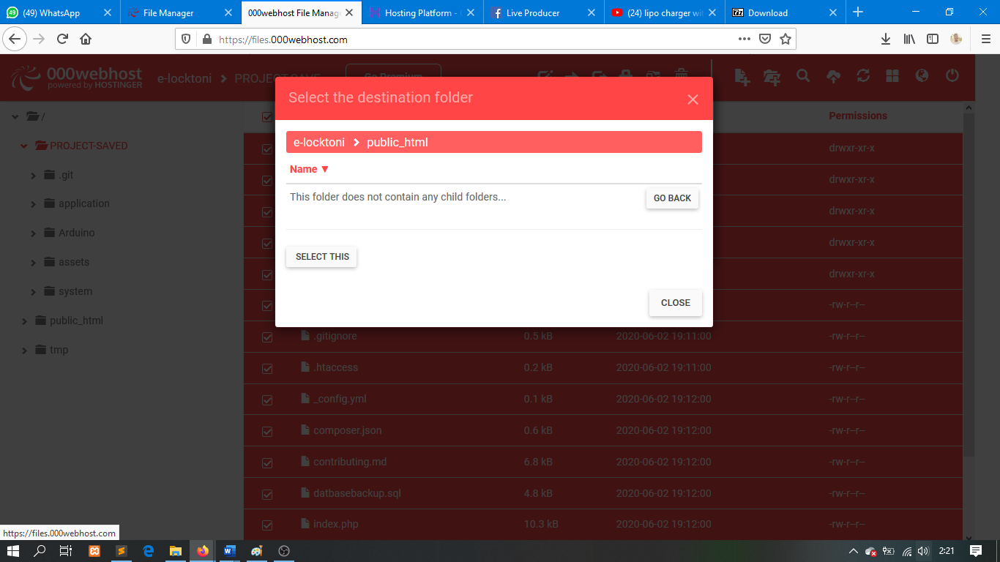 49
(49) WhatsApp
File Manager
000webhost File Manag
Hosting Platform -
Live Producer
(24) lipo charger wit
7z
Download
https://files.000webhost.com
000webhost
powered by HOSTINGER
e-locktoni
PROJECT-SAVE
Go Premium
Select the destination folder
e-locktoni
public_html
Name ▼
This folder does not contain any child folders...
GO BACK
SELECT THIS
CLOSE
/
PROJECT-SAVED
.git
application
Arduino
assets
system
public_html
tmp
Permissions
drwxr-xr-x
drwxr-xr-x
drwxr-xr-x
drwxr-xr-x
drwxr-xr-x
-rw-r--r--
.gitignore 0.5 kB 2020-06-02 19:11:00 -rw-r--r--
.htaccess 0.2 kB 2020-06-02 19:11:00 -rw-r--r--
_config.yml 0.1 kB 2020-06-02 19:12:00 -rw-r--r--
composer.json 0.6 kB 2020-06-02 19:12:00 -rw-r--r--
contributing.md 6.8 kB 2020-06-02 19:12:00 -rw-r--r--
datbasebackup.sql 4.8 kB 2020-06-02 19:12:00 -rw-r--r--
index.php 10.3 kB 2020-06-02 19:12:00 -rw-r--r--
https://files.000webhost.com
2:21